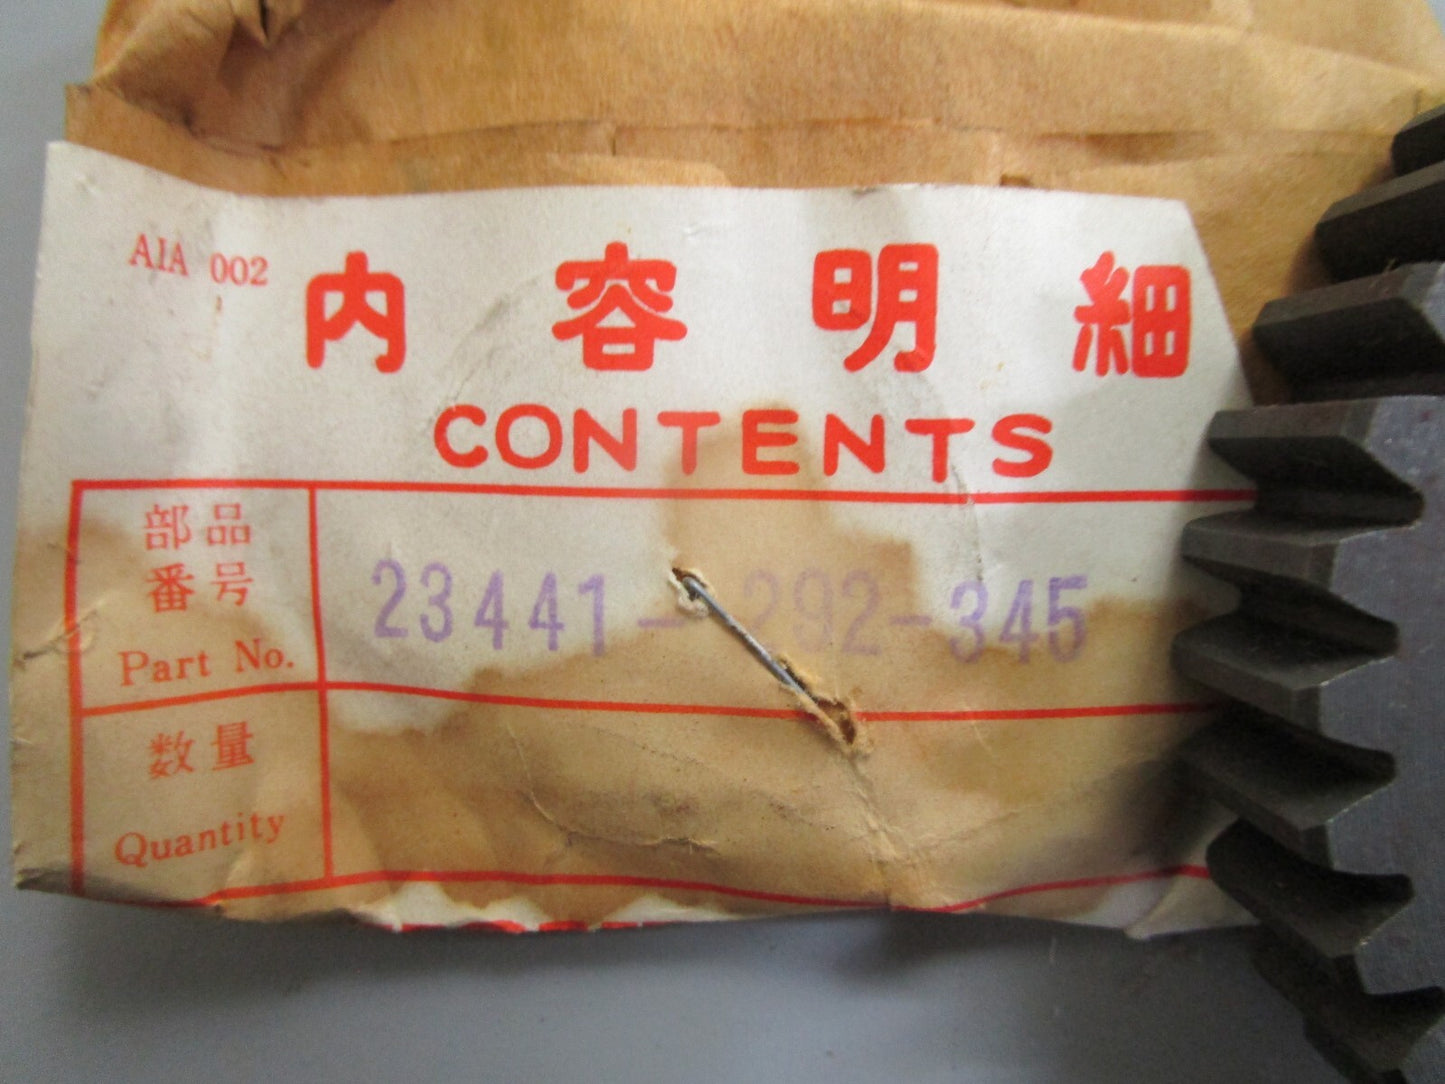 AIA 002
内容明細
CONTENTS
部品
番号
Part No.
23441-292-345
数量
Quantity